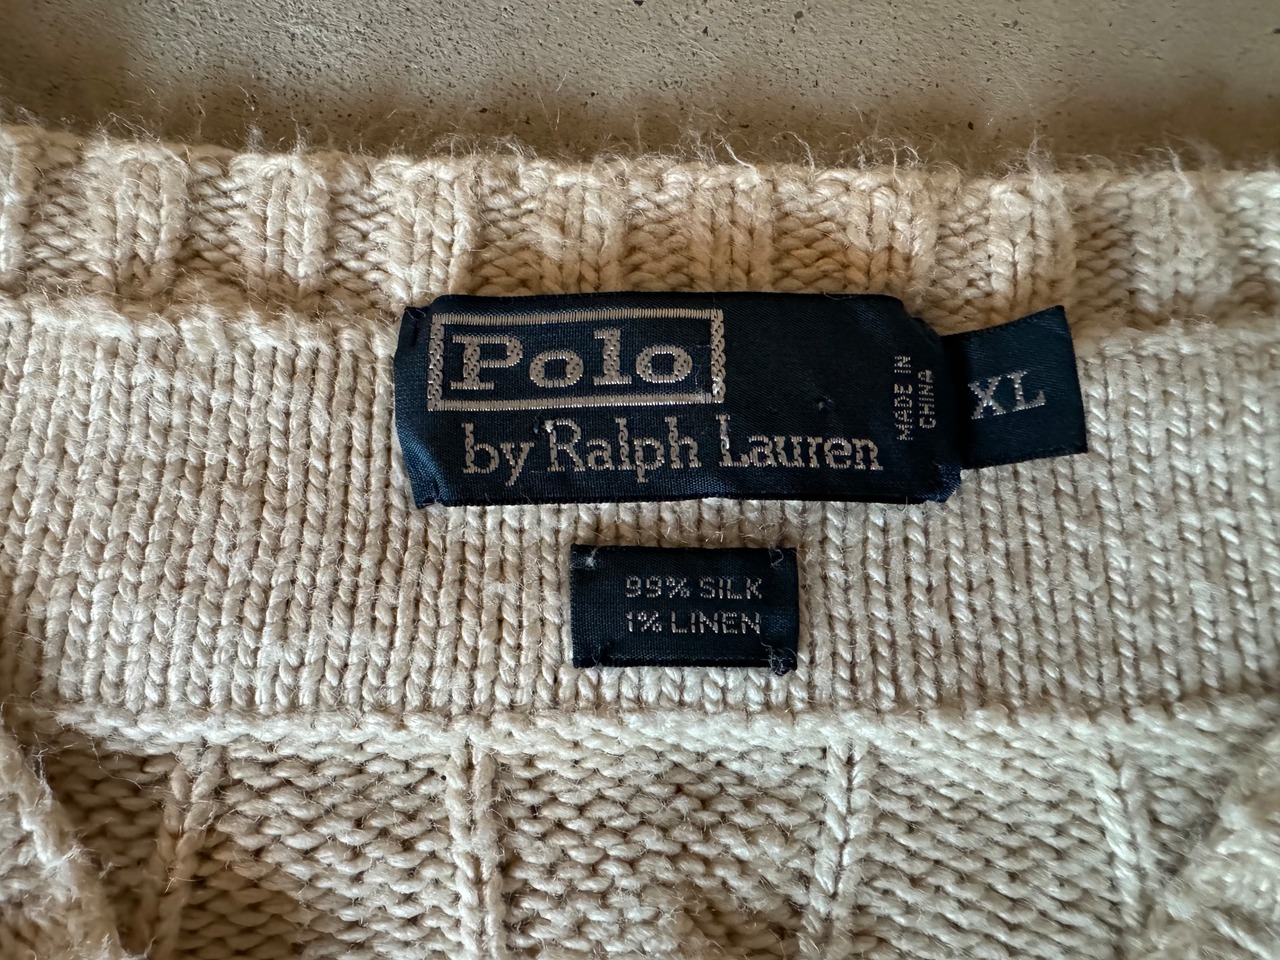 Polo
by Ralph Lauren
MADE IN
CHINA
XL
99% SILK
1% LINEN